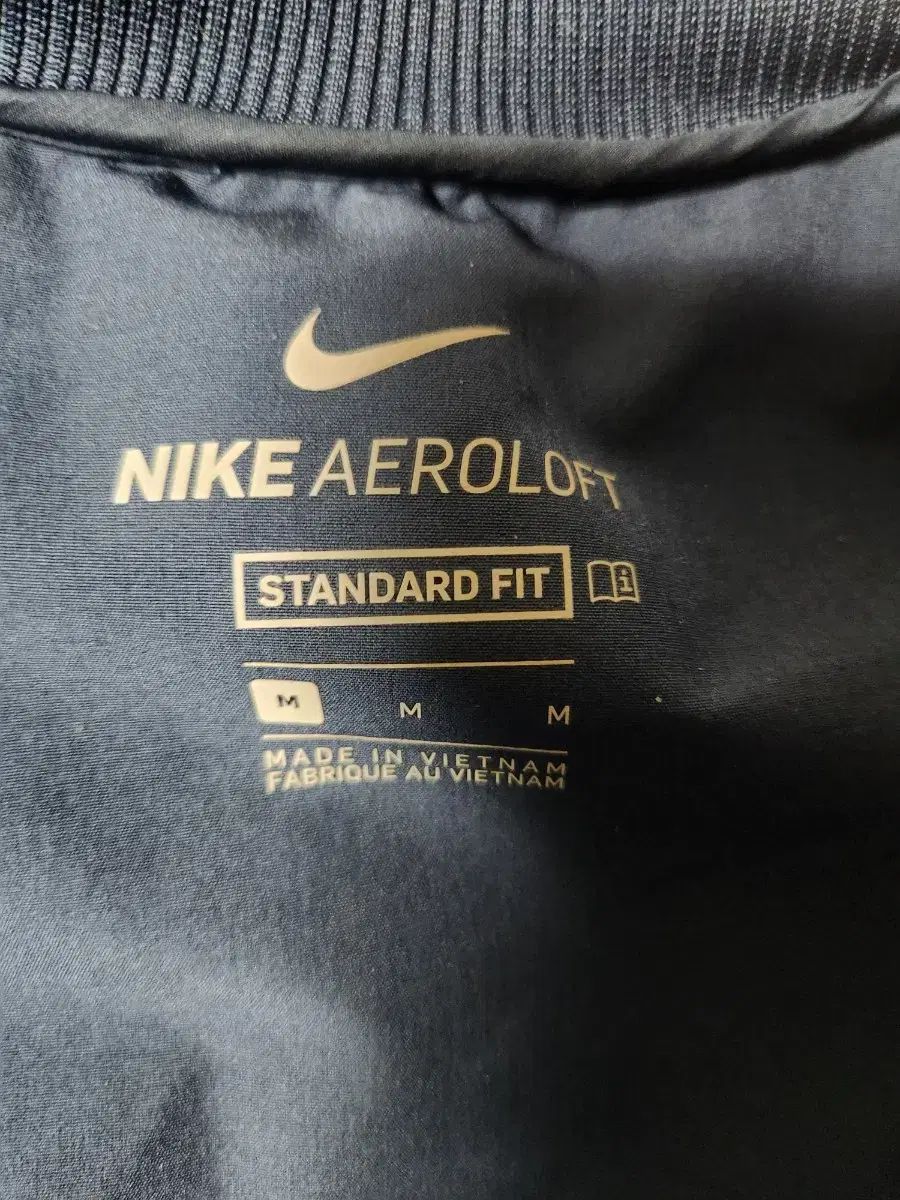 NIKE AEROLOFT
STANDARD FIT
M M M
MADE IN VIETNAM
FABRIQUE AU VIETNAM